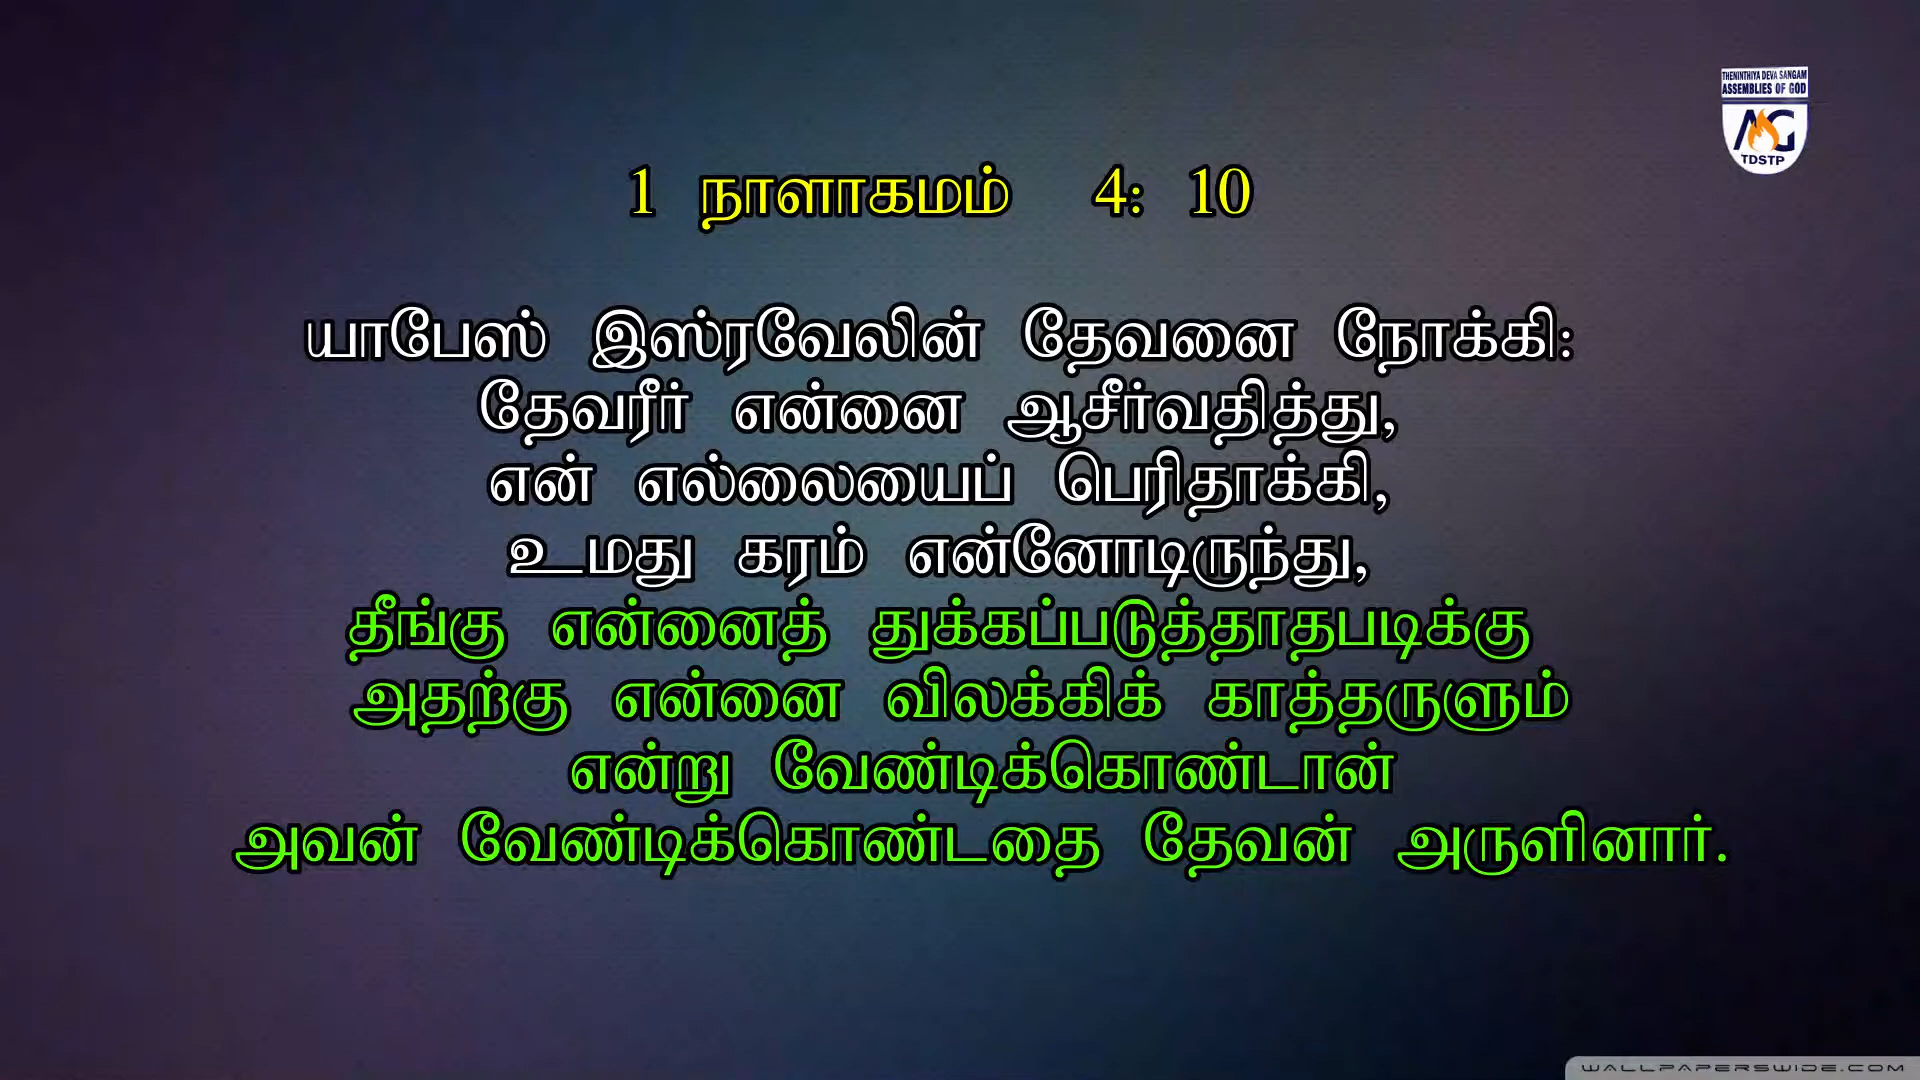 THENINTHIYA DEVA SANGAM
ASSEMBLIES OF GOD
AG
TDSTP
1 நாளாகமம் 4: 10
யாபேஸ் இஸ்ரவேலின் தேவனை நோக்கி:
தேவரீர் என்னை ஆசீர்வதித்து,
என் எல்லையைப் பெரிதாக்கி,
உமது கரம் என்னோடிருந்து,
தீங்கு என்னைத் துக்கப்படுத்தாதபடிக்கு
அதற்கு என்னை விலக்கிக் காத்தருளும்
என்று வேண்டிக்கொண்டான்
அவன் வேண்டிக்கொண்டதை தேவன் அருளினார்.
WALLPAPERSWIDE.COM